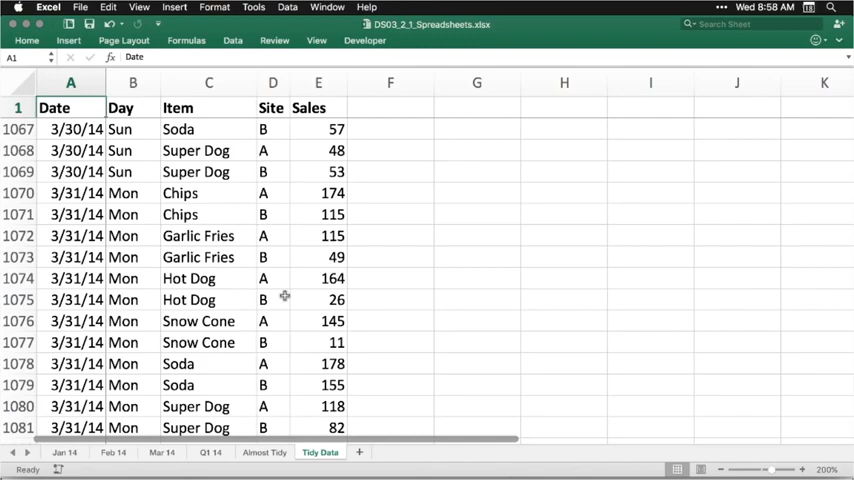 Excel File Edit View Insert Format Tools Data Window Help ••• Wed 8:58 AM 18
DS03_2_1_Spreadsheets.xlsx Search Sheet
Home Insert Page Layout Formulas Data Review View Developer
A1 fx Date
A B C D E F G H I J K
1 Date Day Item Site Sales
1067 3/30/14 Sun Soda B 57
1068 3/30/14 Sun Super Dog A 48
1069 3/30/14 Sun Super Dog B 53
1070 3/31/14 Mon Chips A 174
1071 3/31/14 Mon Chips B 115
1072 3/31/14 Mon Garlic Fries A 115
1073 3/31/14 Mon Garlic Fries B 49
1074 3/31/14 Mon Hot Dog A 164
1075 3/31/14 Mon Hot Dog B 26
1076 3/31/14 Mon Snow Cone A 145
1077 3/31/14 Mon Snow Cone B 11
1078 3/31/14 Mon Soda A 178
1079 3/31/14 Mon Soda B 155
1080 3/31/14 Mon Super Dog A 118
1081 3/31/14 Mon Super Dog B 82
Jan 14 Feb 14 Mar 14 Q1 14 Almost Tidy Tidy Data +
Ready 200%